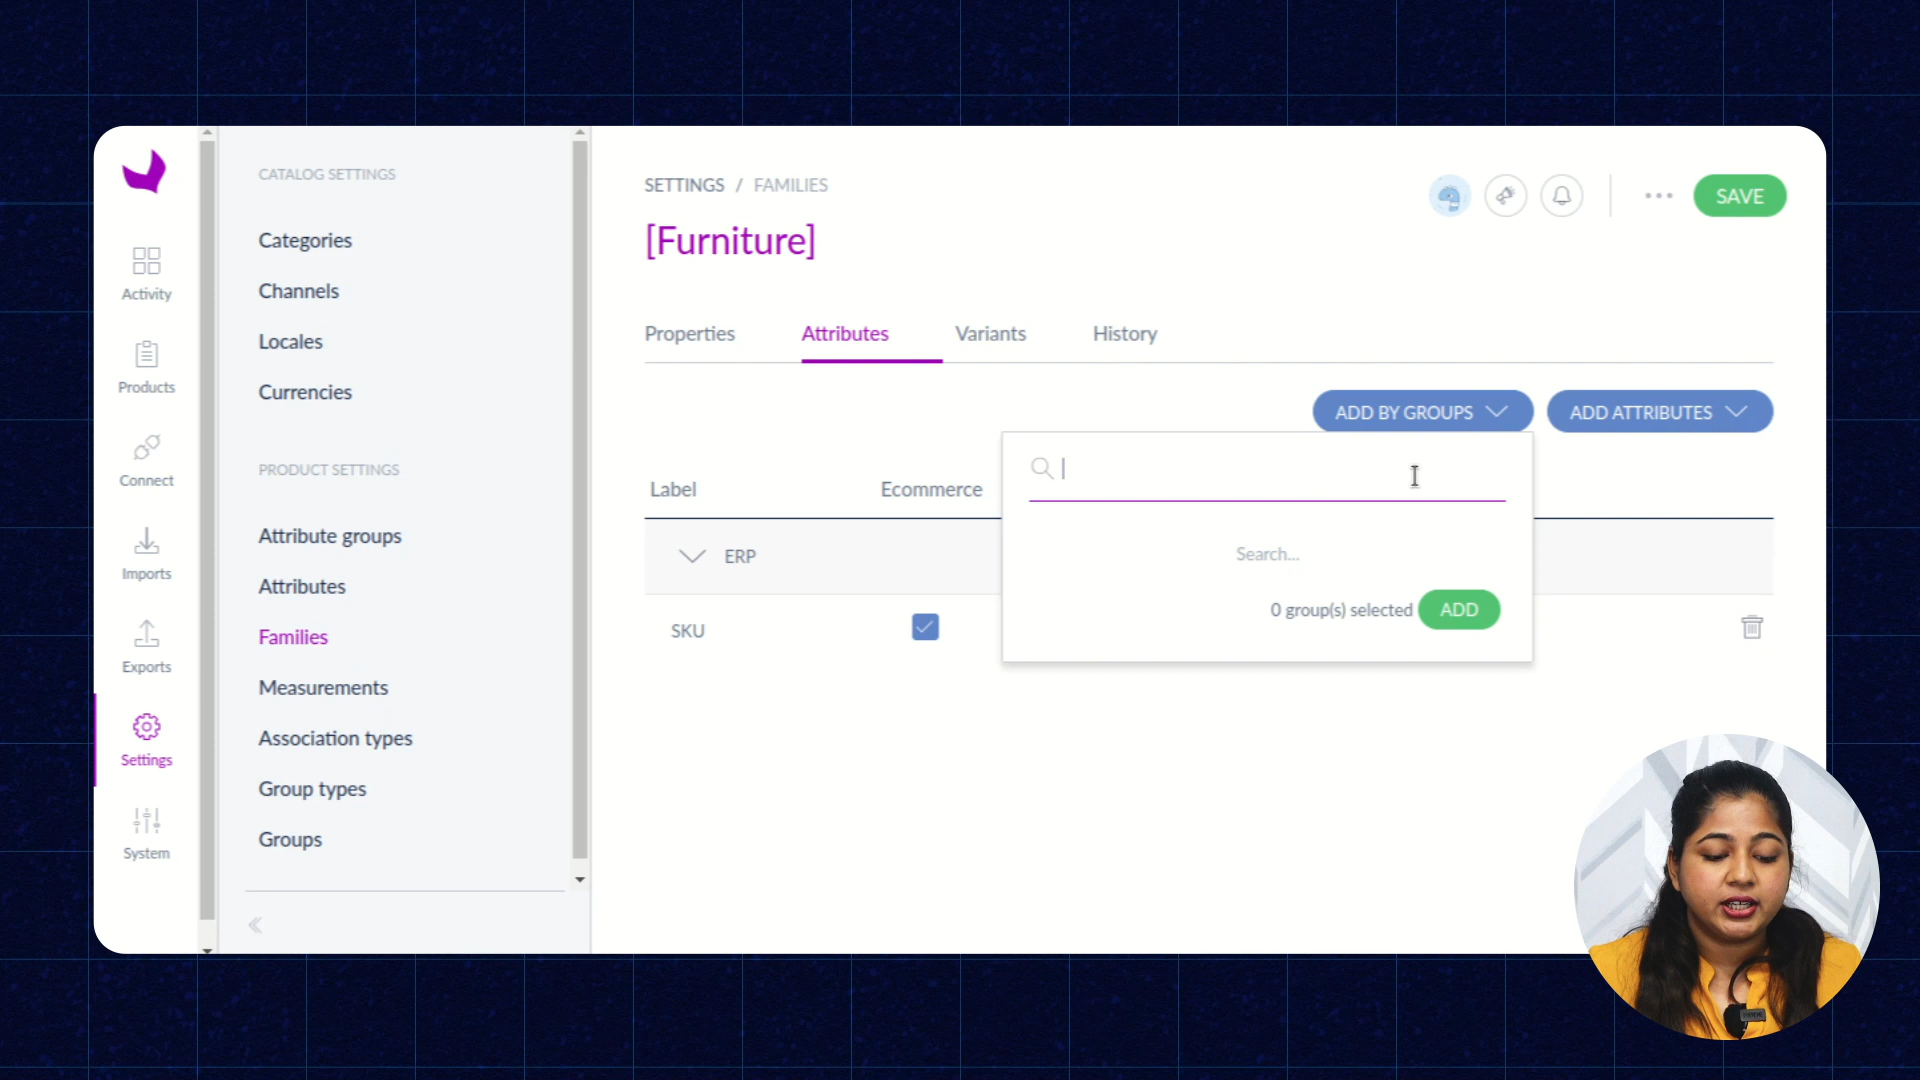 CATALOG SETTINGS
Categories
Channels
Locales
Currencies
PRODUCT SETTINGS
Attribute groups
Attributes
Families
Measurements
Association types
Group types
Groups
Activity
Products
Connect
Imports
Exports
Settings
System
SETTINGS / FAMILIES
SAVE
[Furniture]
Properties
Attributes
Variants
History
ADD BY GROUPS
ADD ATTRIBUTES
Label
Ecommerce
Search...
ERP
0 group(s) selected
ADD
SKU